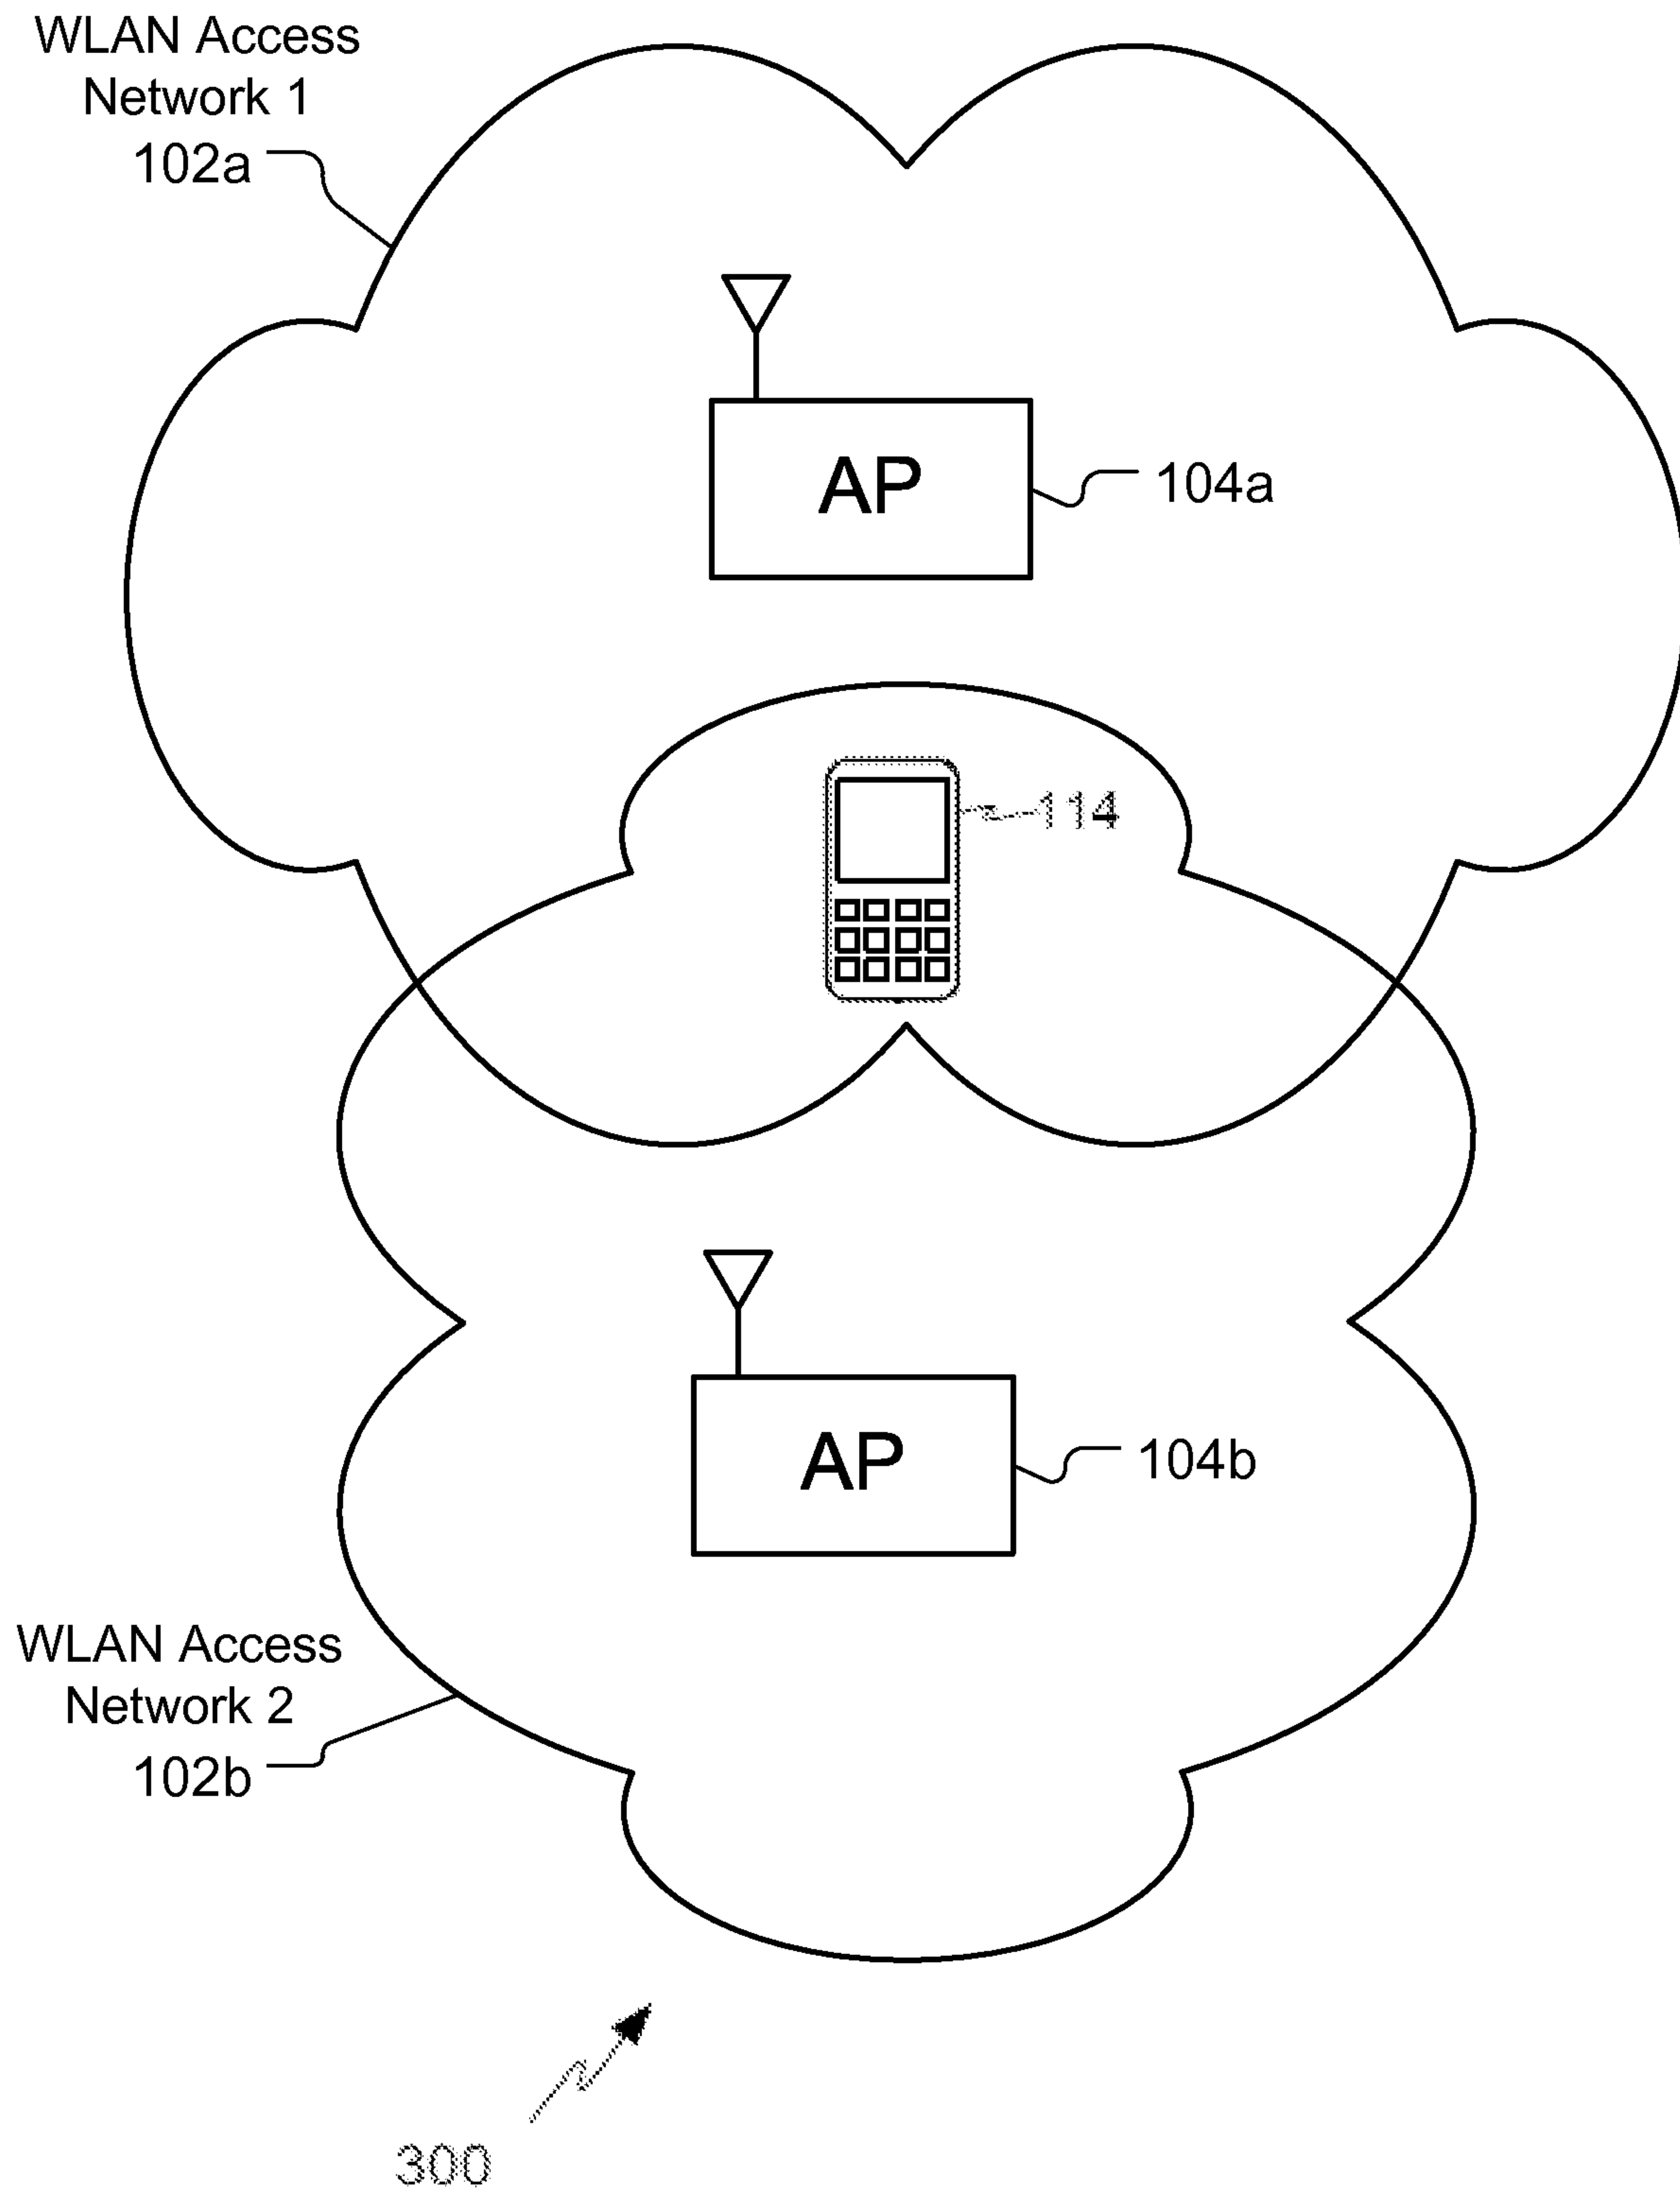 WLAN Access
Network 1
102a
AP
104a
114
AP
104b
WLAN Access
Network 2
102b
300